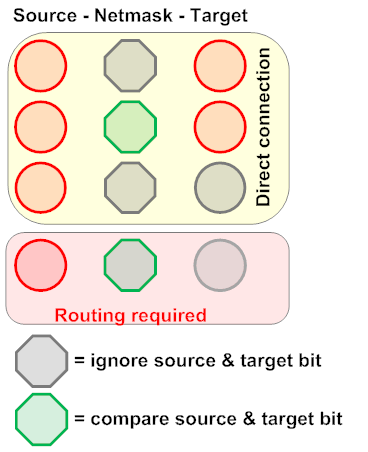 Source - Netmask - Target
Direct connection
Routing required
= ignore source & target bit
= compare source & target bit